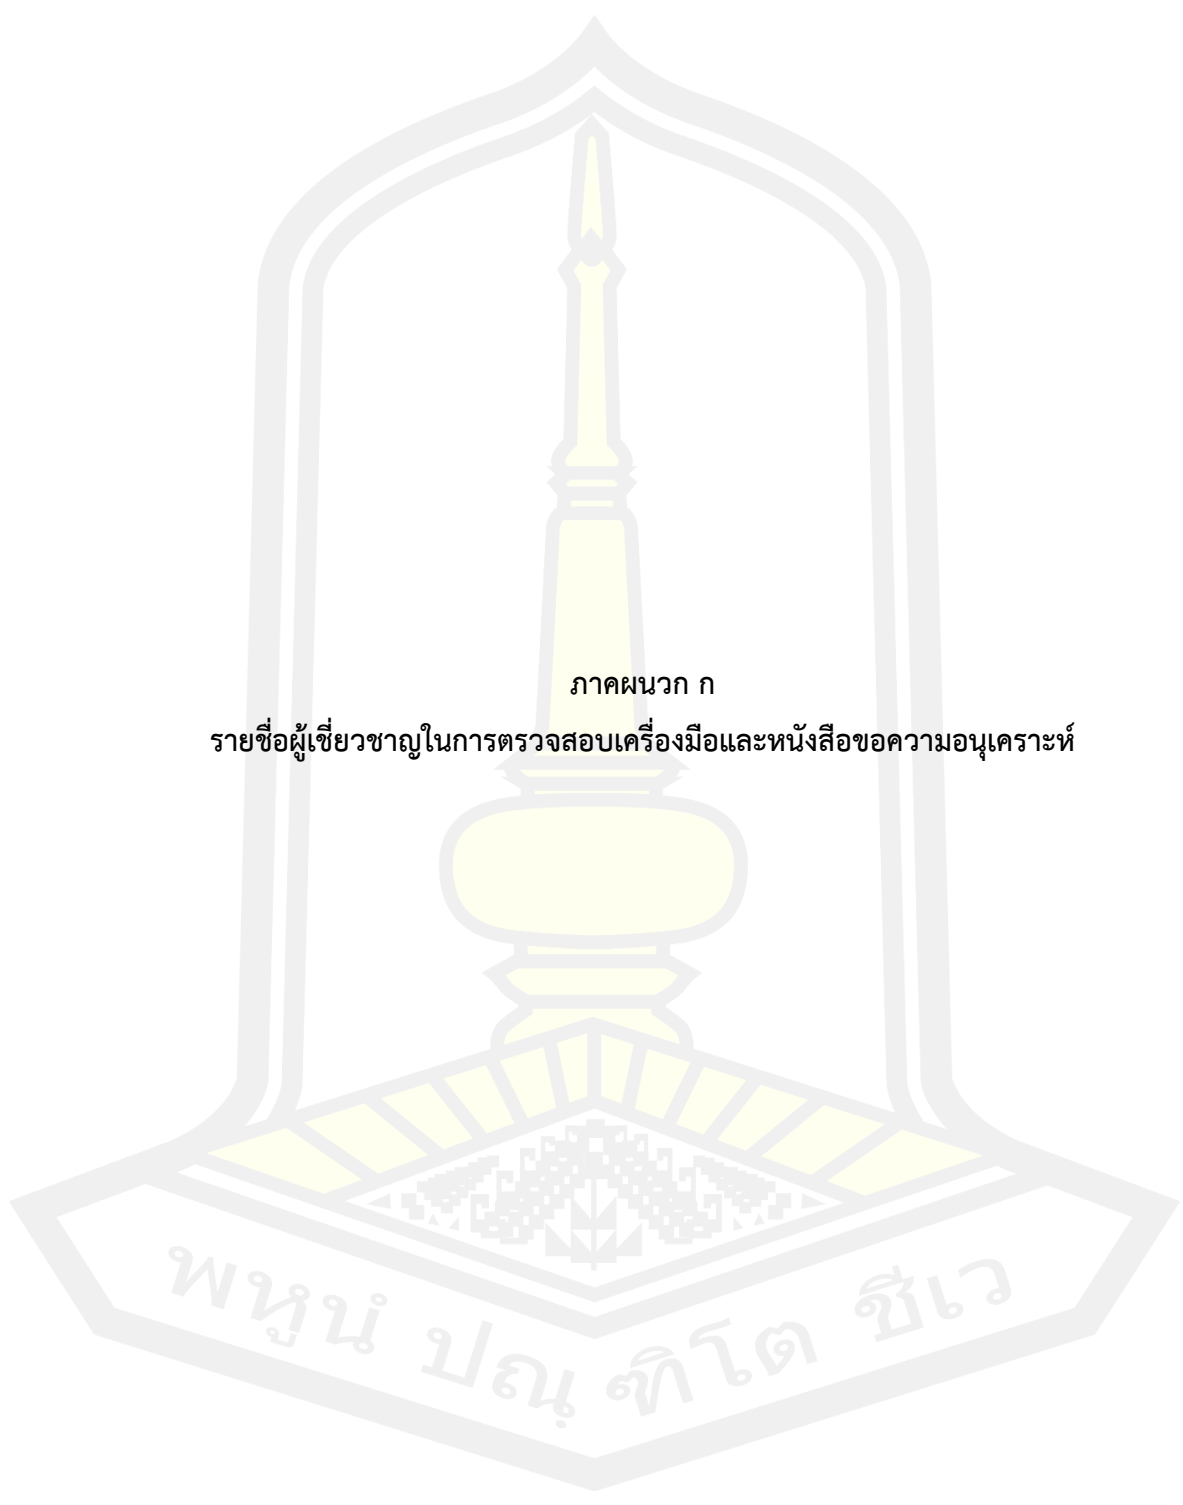 ภาคผนวก ก
รายชื่อผู้เชี่ยวชาญในการตรวจสอบเครื่องมือและหนังสือขอความอนุเคราะห์
พหูนํ ปณฺฑิโต ชีเว